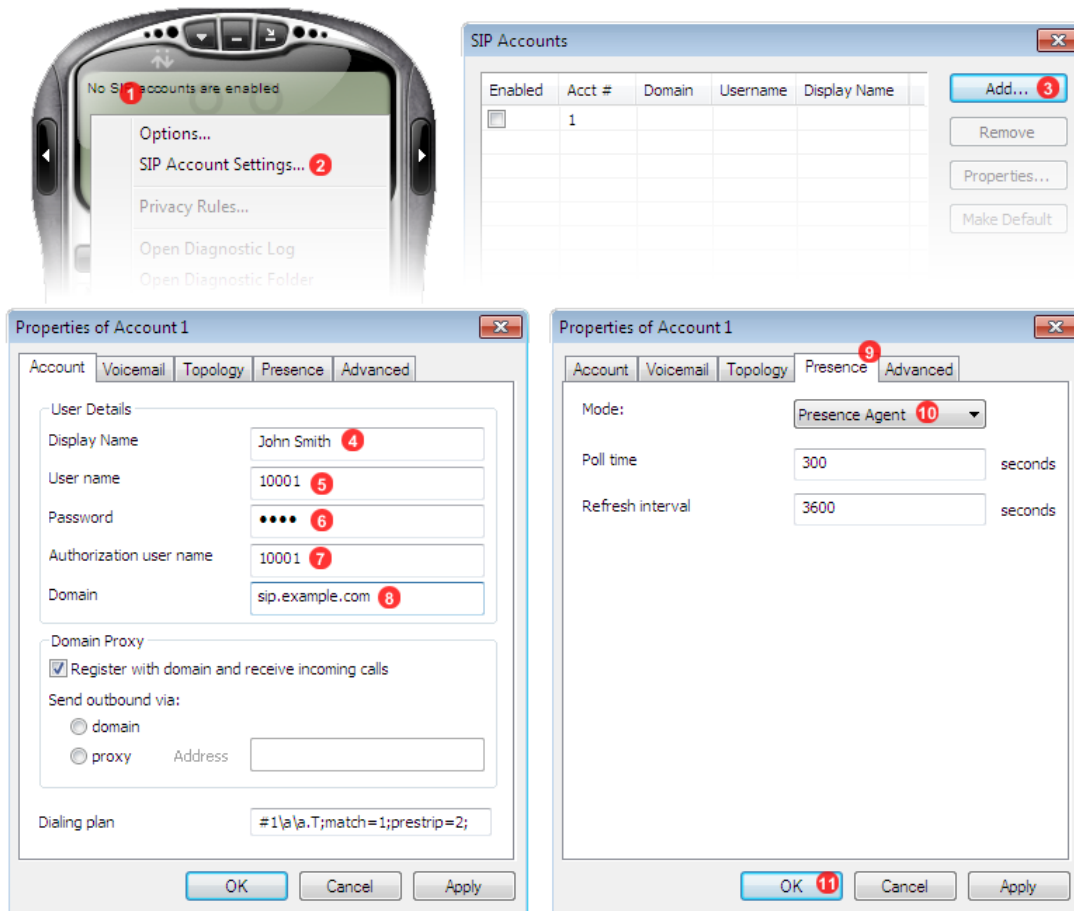 No SIP accounts are enabled
1
Options...
SIP Account Settings... 2
Privacy Rules...
Open Diagnostic Log
Open Diagnostic Folder
SIP Accounts
Enabled Acct # Domain Username Display Name
1
Add... 3
Remove
Properties...
Make Default
Properties of Account 1
Account Voicemail Topology Presence Advanced
User Details
Display Name John Smith 4
User name 10001 5
Password •••• 6
Authorization user name 10001 7
Domain sip.example.com 8
Domain Proxy
Register with domain and receive incoming calls
Send outbound via:
domain
proxy Address
Dialing plan #1\a\a.T;match=1;prestrip=2;
OK Cancel Apply
Properties of Account 1
9
Account Voicemail Topology Presence Advanced
Mode: Presence Agent 10
Poll time 300 seconds
Refresh interval 3600 seconds
OK 11 Cancel Apply